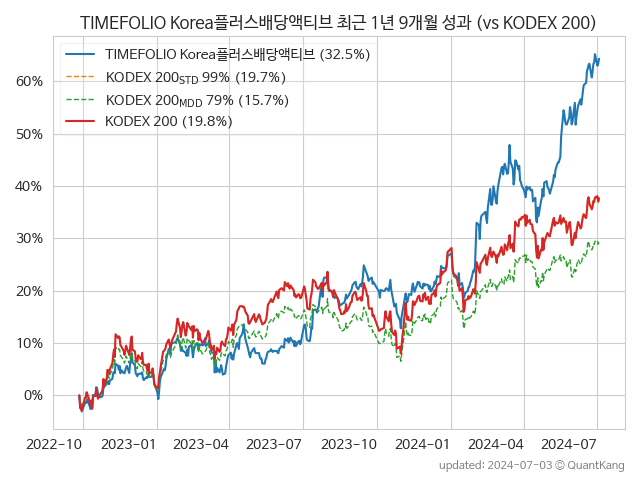 TIMEFOLIO Korea플러스배당액티브 최근 1년 9개월 성과 (vs KODEX 200)
TIMEFOLIO Korea플러스배당액티브 (32.5%)
KODEX 200STD 99% (19.7%)
KODEX 200MDD 79% (15.7%)
KODEX 200 (19.8%)
60%
50%
40%
30%
20%
10%
0%
2022-10 2023-01 2023-04 2023-07 2023-10 2024-01 2024-04 2024-07
updated: 2024-07-03 © QuantKang